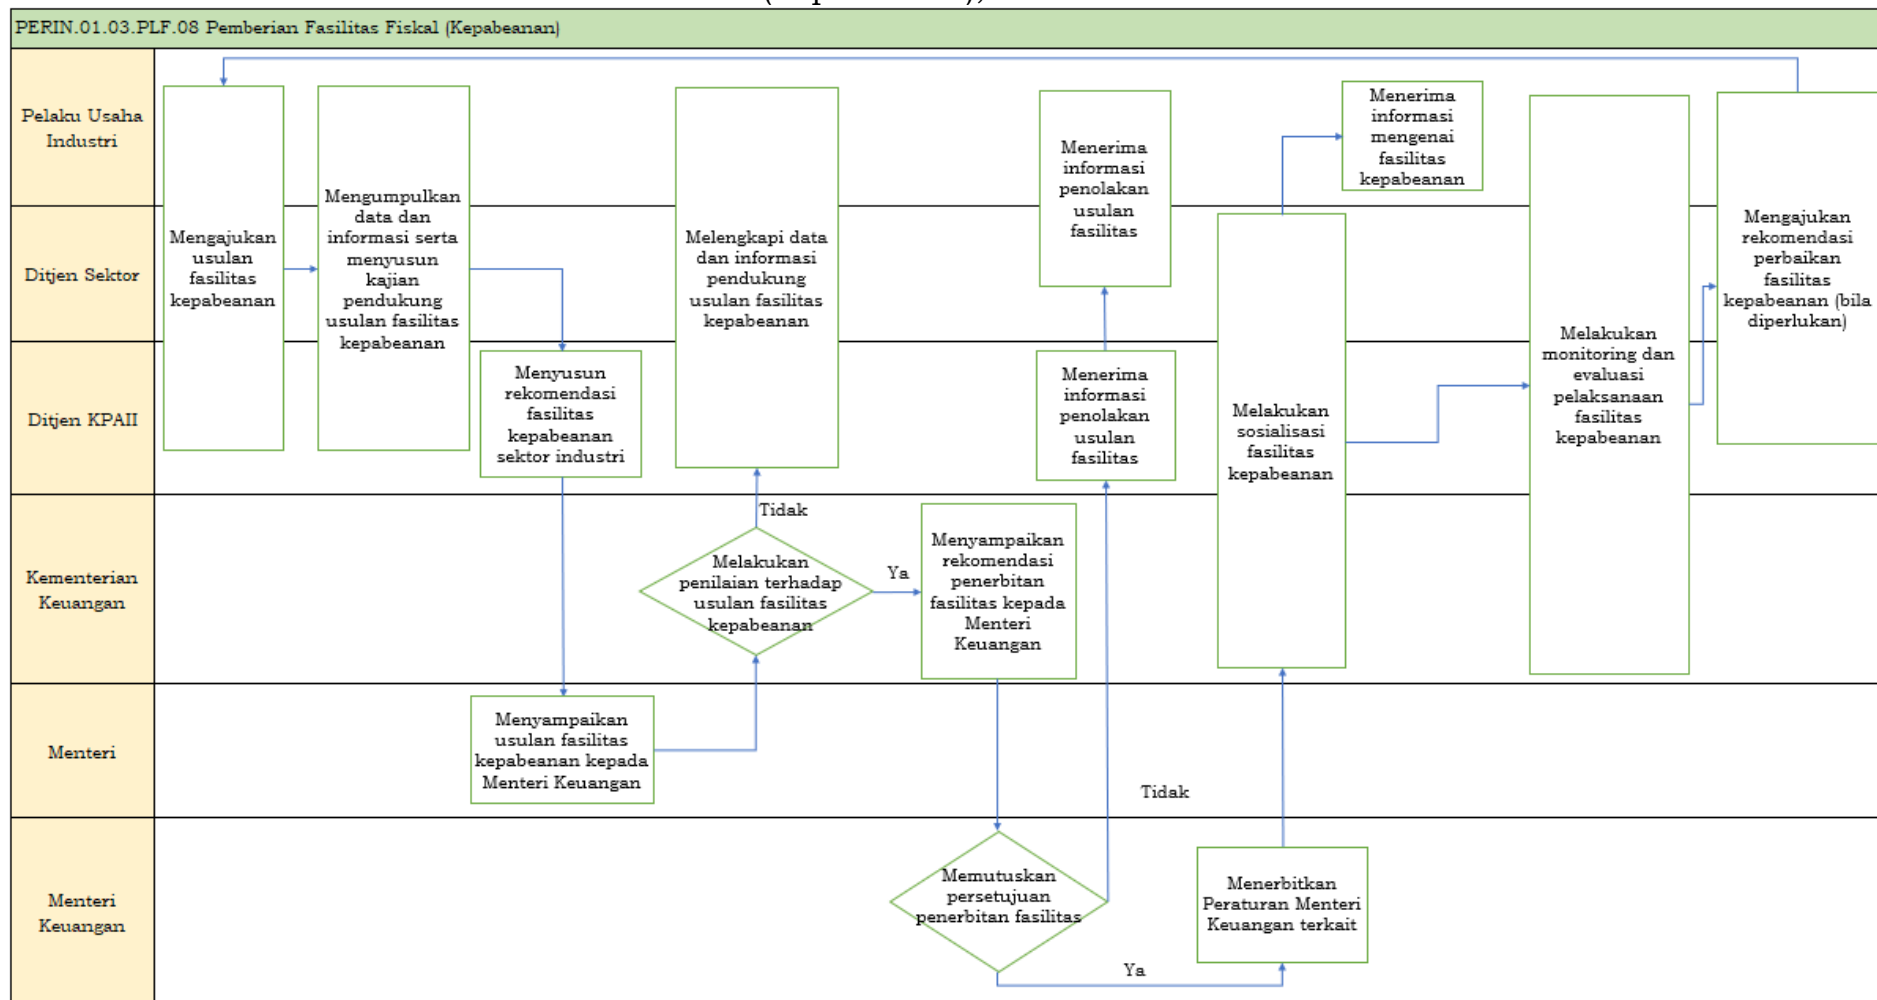 PERIN.01.03.PLF.08 Pemberian Fasilitas Fiskal (Kepabeanan)
Pelaku Usaha
Industri
Ditjen Sektor
Ditjen KPAII
Kementerian
Keuangan
Menteri
Menteri
Keuangan
Mengajukan
usulan
fasilitas
kepabeanan
Mengumpulkan
data dan
informasi serta
menyusun
kajian
pendukung
usulan fasilitas
kepabeanan
Menyusun
rekomendasi
fasilitas
kepabeanan
sektor industri
Menyampaikan
usulan fasilitas
kepabeanan kepada
Menteri Keuangan
Melakukan
penilaian terhadap
usulan fasilitas
kepabeanan
Tidak
Melengkapi data
dan informasi
pendukung
usulan fasilitas
kepabeanan
Ya
Menyampaikan
rekomendasi
penerbitan
fasilitas kepada
Menteri
Keuangan
Memutuskan
persetujuan
penerbitan fasilitas
Tidak
Menerima
informasi
penolakan
usulan
fasilitas
Menerima
informasi
penolakan
usulan
fasilitas
Ya
Menerbitkan
Peraturan Menteri
Keuangan terkait
Melakukan
sosialisasi
fasilitas
kepabeanan
Menerima
informasi
mengenai
fasilitas
kepabeanan
Melakukan
monitoring dan
evaluasi
pelaksanaan
fasilitas
kepabeanan
Mengajukan
rekomendasi
perbaikan
fasilitas
kepabeanan (bila
diperlukan)